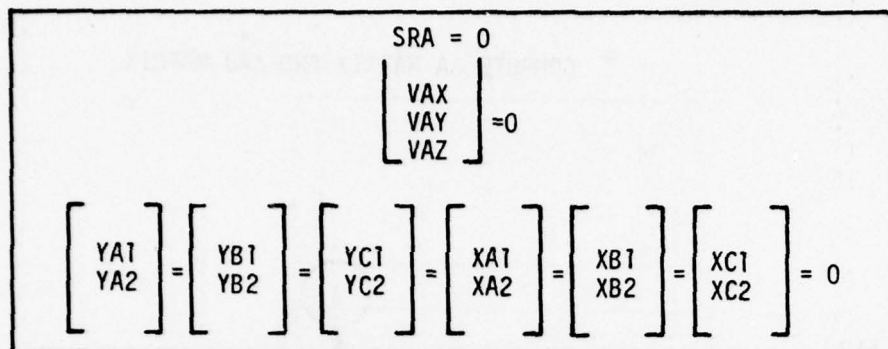 SRA = 0
VAX
VAY =0
VAZ
YA1 YB1 YC1 XA1 XB1 XC1
YA2 = YB2 = YC2 = XA2 = XB2 = XC2 = 0